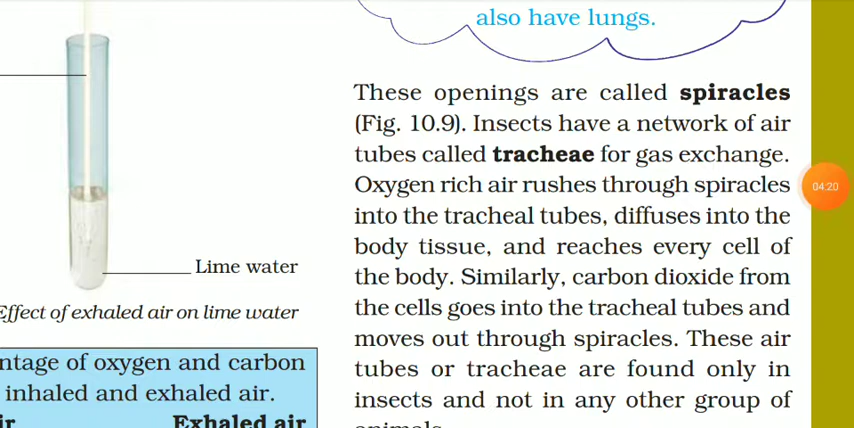 also have lungs.
These openings are called spiracles
(Fig. 10.9). Insects have a network of air
tubes called tracheae for gas exchange.
Oxygen rich air rushes through spiracles
into the tracheal tubes, diffuses into the
body tissue, and reaches every cell of
the body. Similarly, carbon dioxide from
the cells goes into the tracheal tubes and
moves out through spiracles. These air
tubes or tracheae are found only in
insects and not in any other group of
04:20
Lime water
Effect of exhaled air on lime water
ntage of oxygen and carbon
inhaled and exhaled air.
Exhaled air